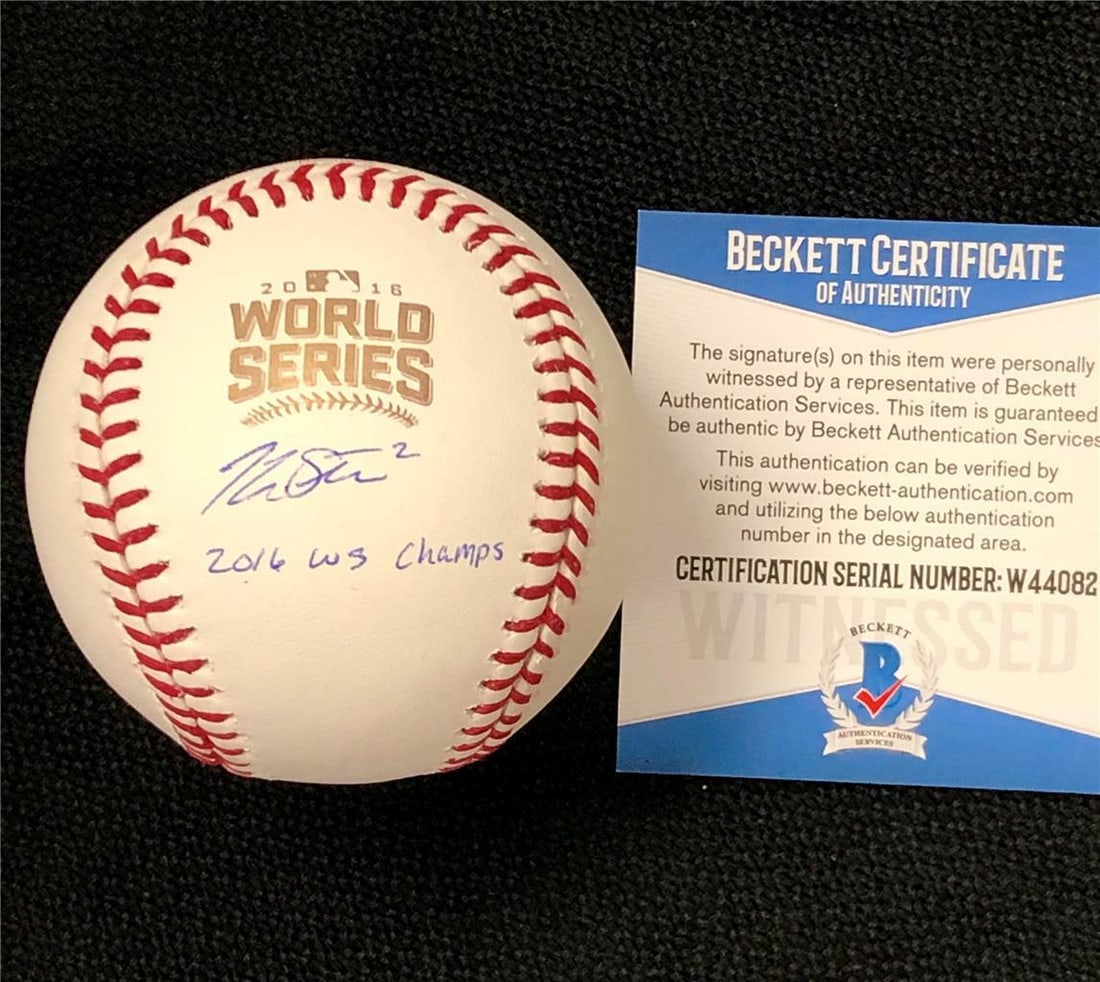 2016
WORLD
SERIES
2
2016 WS Champs
BECKETT CERTIFICATE
OF AUTHENTICITY
The signature(s) on this item were personally
witnessed by a representative of Beckett
Authentication Services. This item is guaranteed
be authentic by Beckett Authentication Services
This authentication can be verified by
visiting www.beckett-authentication.com
and utilizing the below authentication
number in the designated area.
CERTIFICATION SERIAL NUMBER: W44082
WITNESSED
BECKETT
B
AUTHENTICATION
SERVICES